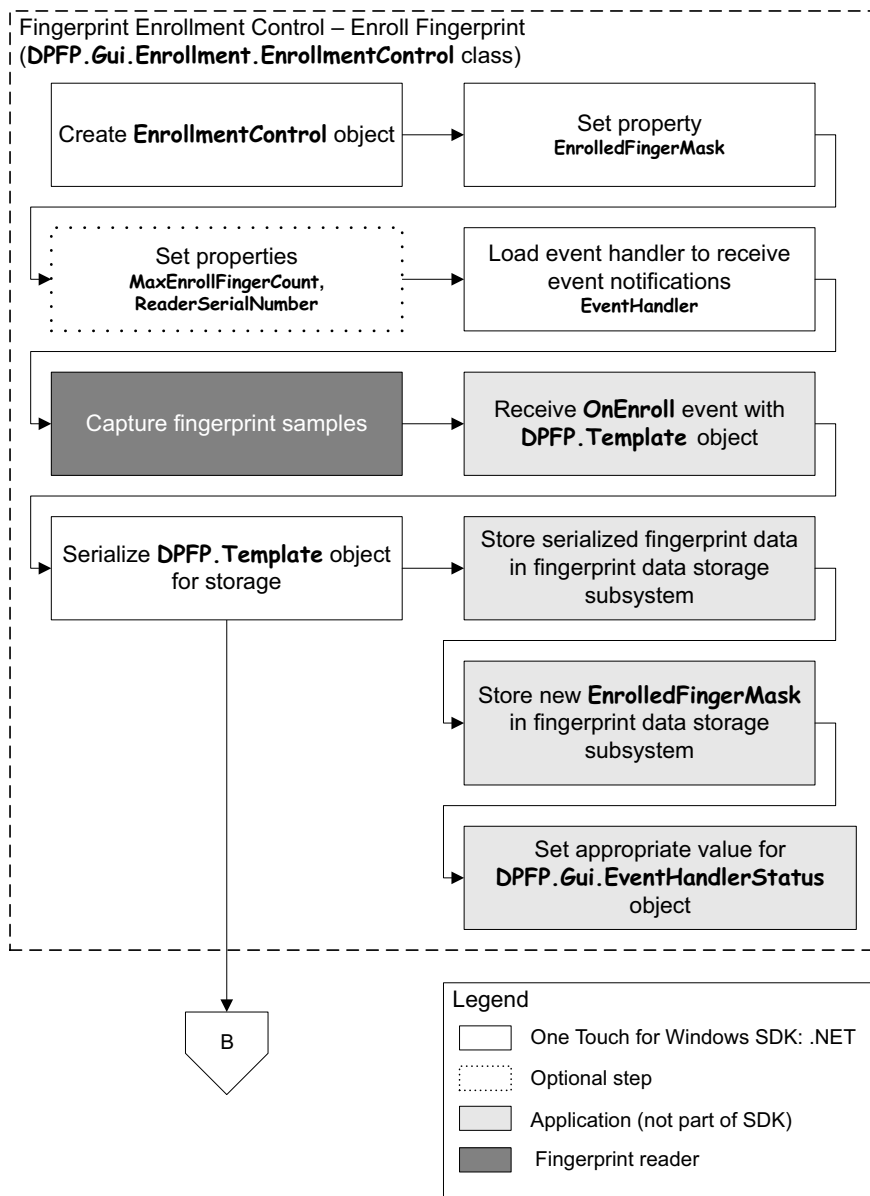 Fingerprint Enrollment Control – Enroll Fingerprint
(DPFP.Gui.Enrollment.EnrollmentControl class)
Create EnrollmentControl object
Set property
EnrolledFingerMask
Set properties
MaxEnrollFingerCount,
ReaderSerialNumber
Load event handler to receive
event notifications
EventHandler
Capture fingerprint samples
Receive OnEnroll event with
DPFP.Template object
Serialize DPFP.Template object
for storage
Store serialized fingerprint data
in fingerprint data storage
subsystem
Store new EnrolledFingerMask
in fingerprint data storage
subsystem
Set appropriate value for
DPFP.Gui.EventHandlerStatus
object
B
Legend
One Touch for Windows SDK: .NET
Optional step
Application (not part of SDK)
Fingerprint reader